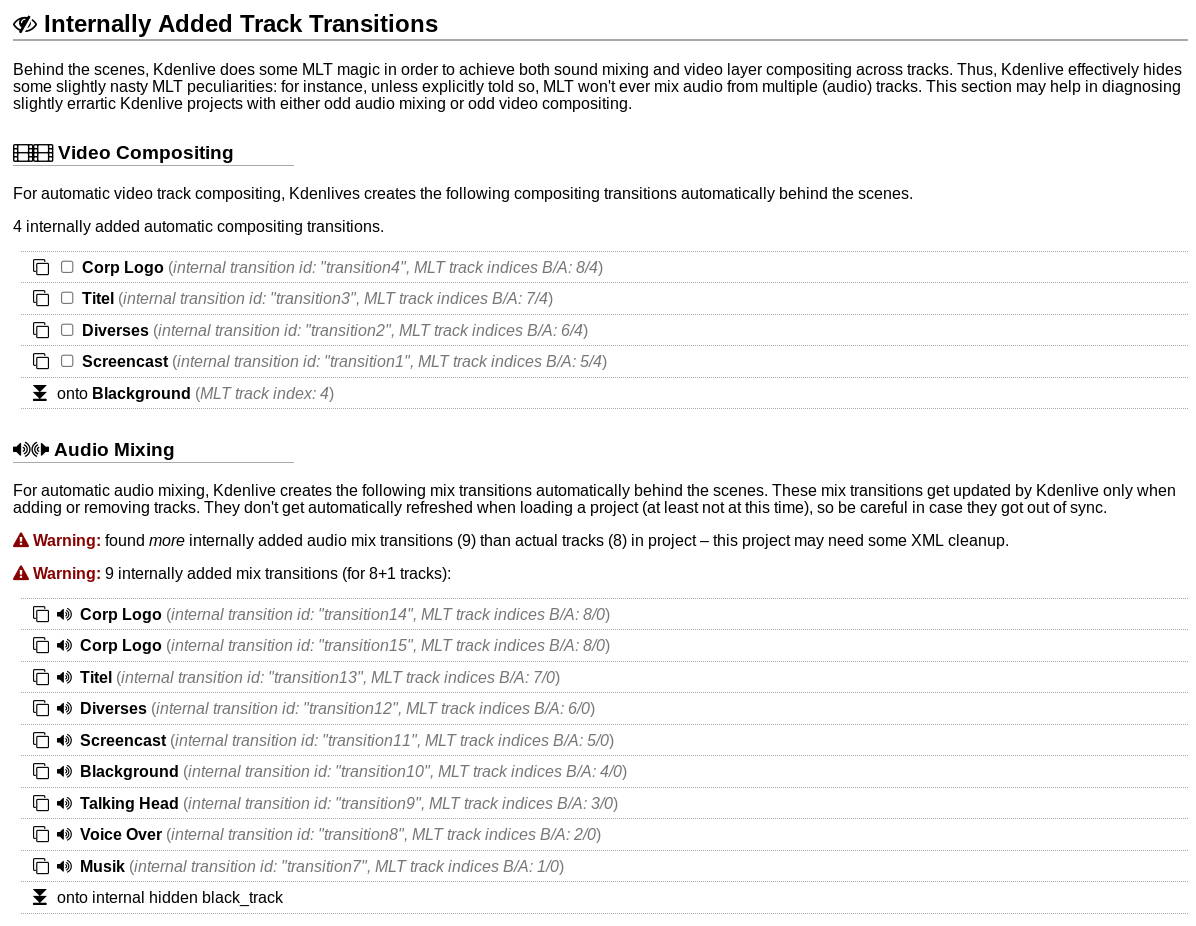 Internally Added Track Transitions
Behind the scenes, Kdenlive does some MLT magic in order to achieve both sound mixing and video layer compositing across tracks. Thus, Kdenlive effectively hides
some slightly nasty MLT peculiarities: for instance, unless explicitly told so, MLT won't ever mix audio from multiple (audio) tracks. This section may help in diagnosing
slightly errartic Kdenlive projects with either odd audio mixing or odd video compositing.
Video Compositing
For automatic video track compositing, Kdenlives creates the following compositing transitions automatically behind the scenes.
4 internally added automatic compositing transitions.
Corp Logo (internal transition id: "transition4", MLT track indices B/A: 8/4)
Titel (internal transition id: "transition3", MLT track indices B/A: 7/4)
Diverses (internal transition id: "transition2", MLT track indices B/A: 6/4)
Screencast (internal transition id: "transition1", MLT track indices B/A: 5/4)
onto Blackground (MLT track index: 4)
Audio Mixing
For automatic audio mixing, Kdenlive creates the following mix transitions automatically behind the scenes. These mix transitions get updated by Kdenlive only when
adding or removing tracks. They don't get automatically refreshed when loading a project (at least not at this time), so be careful in case they got out of sync.
Warning: found more internally added audio mix transitions (9) than actual tracks (8) in project – this project may need some XML cleanup.
Warning: 9 internally added mix transitions (for 8+1 tracks):
Corp Logo (internal transition id: "transition14", MLT track indices B/A: 8/0)
Corp Logo (internal transition id: "transition15", MLT track indices B/A: 8/0)
Titel (internal transition id: "transition13", MLT track indices B/A: 7/0)
Diverses (internal transition id: "transition12", MLT track indices B/A: 6/0)
Screencast (internal transition id: "transition11", MLT track indices B/A: 5/0)
Blackground (internal transition id: "transition10", MLT track indices B/A: 4/0)
Talking Head (internal transition id: "transition9", MLT track indices B/A: 3/0)
Voice Over (internal transition id: "transition8", MLT track indices B/A: 2/0)
Musik (internal transition id: "transition7", MLT track indices B/A: 1/0)
onto internal hidden black_track